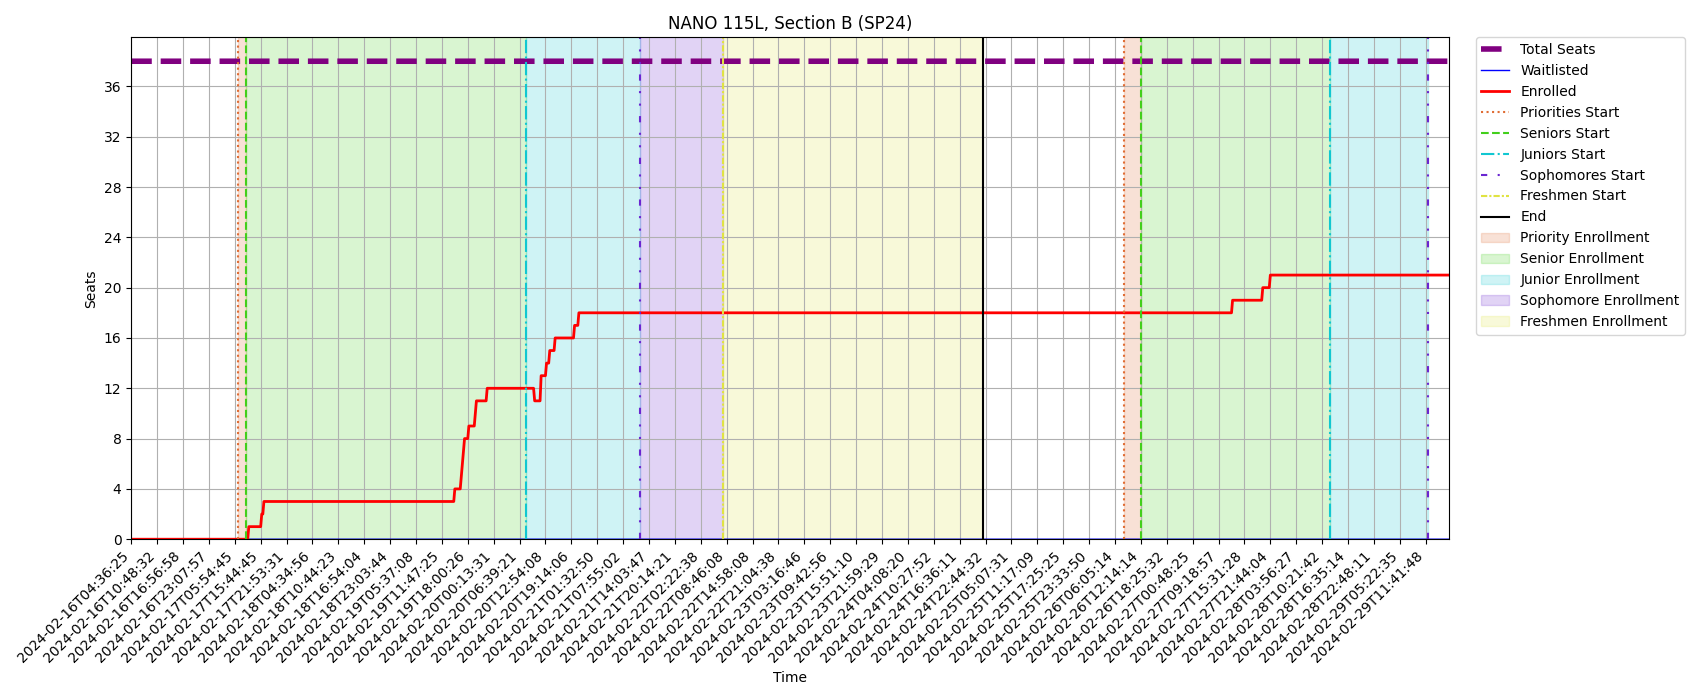 NANO 115L, Section B (SP24)
Seats
36
32
28
24
20
16
12
8
4
0
2024-02-16T04:36:25
2024-02-16T10:48:32
2024-02-16T16:56:58
2024-02-16T23:07:57
2024-02-17T05:54:45
2024-02-17T15:44:45
2024-02-17T21:53:31
2024-02-18T04:34:56
2024-02-18T10:44:23
2024-02-18T16:54:04
2024-02-18T23:03:44
2024-02-19T05:37:08
2024-02-19T11:47:25
2024-02-19T18:00:26
2024-02-20T00:13:31
2024-02-20T06:39:21
2024-02-20T12:54:08
2024-02-20T19:14:06
2024-02-21T01:32:50
2024-02-21T07:55:02
2024-02-21T14:03:47
2024-02-21T20:14:21
2024-02-22T02:22:38
2024-02-22T08:46:08
2024-02-22T14:58:08
2024-02-22T21:04:38
2024-02-23T03:16:46
2024-02-23T09:42:56
2024-02-23T15:51:10
2024-02-23T21:59:29
2024-02-24T04:08:20
2024-02-24T10:27:52
2024-02-24T16:36:11
2024-02-24T22:44:32
2024-02-25T05:07:31
2024-02-25T11:17:09
2024-02-25T17:25:25
2024-02-25T23:33:50
2024-02-26T06:05:14
2024-02-26T12:14:14
2024-02-26T18:25:32
2024-02-27T00:48:25
2024-02-27T09:18:57
2024-02-27T15:31:28
2024-02-27T21:44:04
2024-02-28T03:56:27
2024-02-28T10:21:42
2024-02-28T16:35:14
2024-02-28T22:48:11
2024-02-29T05:22:35
2024-02-29T11:41:48
Time
Total Seats
Waitlisted
Enrolled
Priorities Start
Seniors Start
Juniors Start
Sophomores Start
Freshmen Start
End
Priority Enrollment
Senior Enrollment
Junior Enrollment
Sophomore Enrollment
Freshmen Enrollment